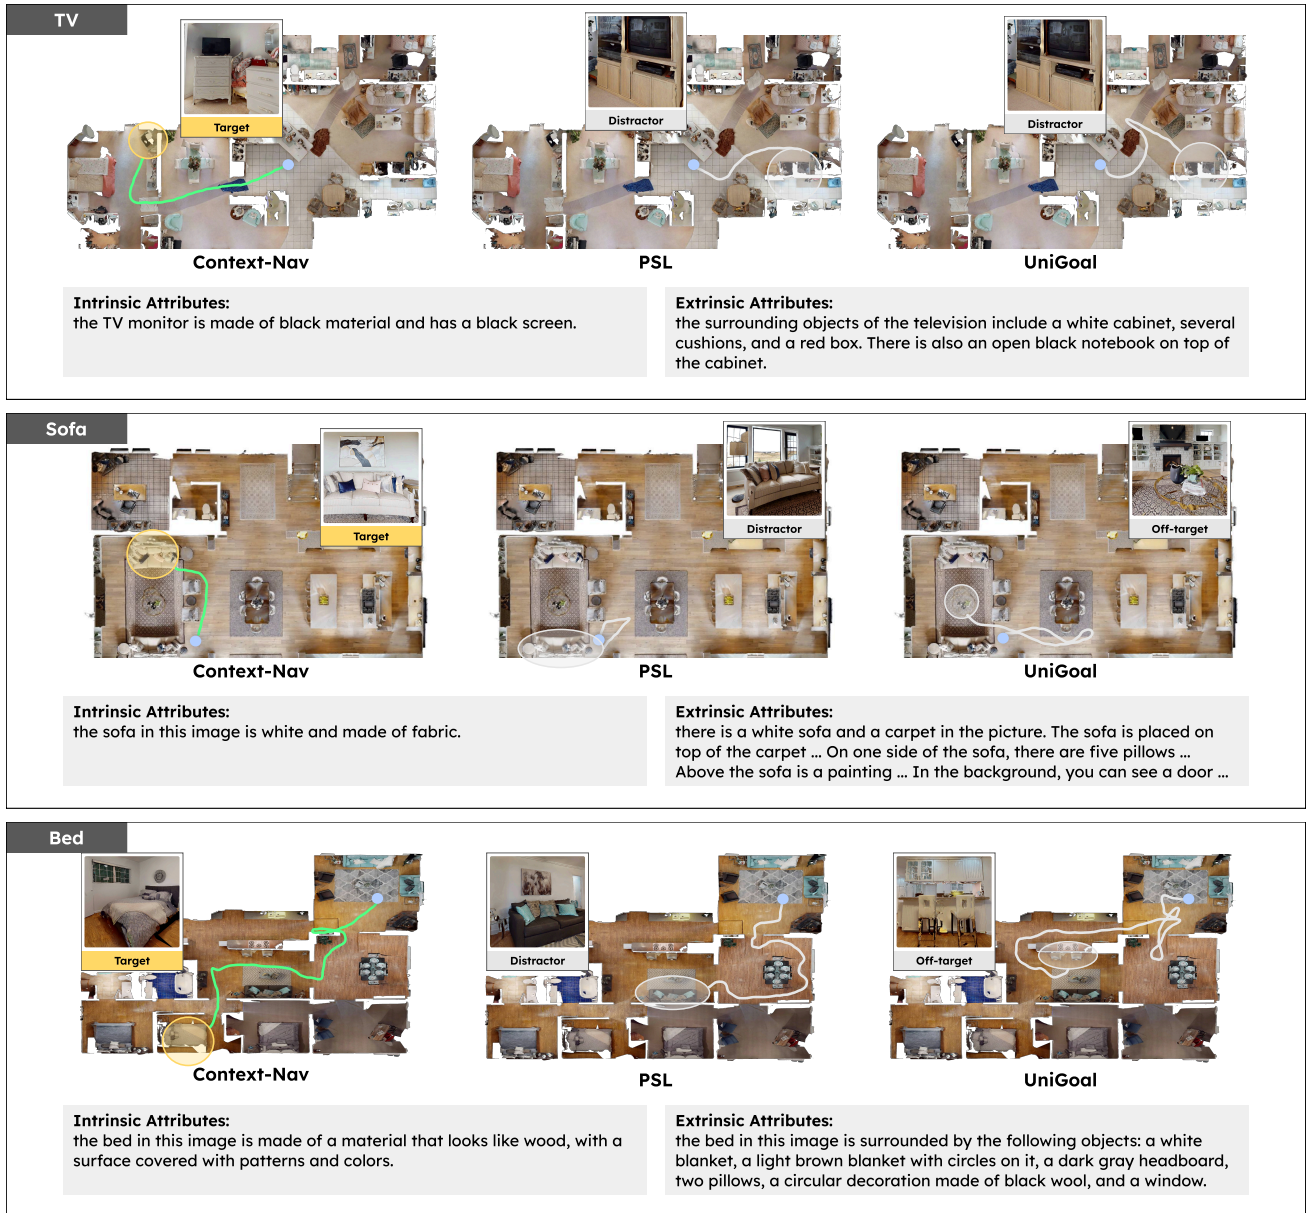 TV
Target
Distractor
Distractor
Context-Nav
PSL
UniGoal
Intrinsic Attributes:
the TV monitor is made of black material and has a black screen.
Extrinsic Attributes:
the surrounding objects of the television include a white cabinet, several
cushions, and a red box. There is also an open black notebook on top of
the cabinet.
Sofa
Target
Distractor
Off-target
Context-Nav
PSL
UniGoal
Intrinsic Attributes:
the sofa in this image is white and made of fabric.
Extrinsic Attributes:
there is a white sofa and a carpet in the picture. The sofa is placed on
top of the carpet ... On one side of the sofa, there are five pillows ...
Above the sofa is a painting ... In the background, you can see a door ...
Bed
Target
Distractor
Off-target
Context-Nav
PSL
UniGoal
Intrinsic Attributes:
the bed in this image is made of a material that looks like wood, with a
surface covered with patterns and colors.
Extrinsic Attributes:
the bed in this image is surrounded by the following objects: a white
blanket, a light brown blanket with circles on it, a dark gray headboard,
two pillows, a circular decoration made of black wool, and a window.